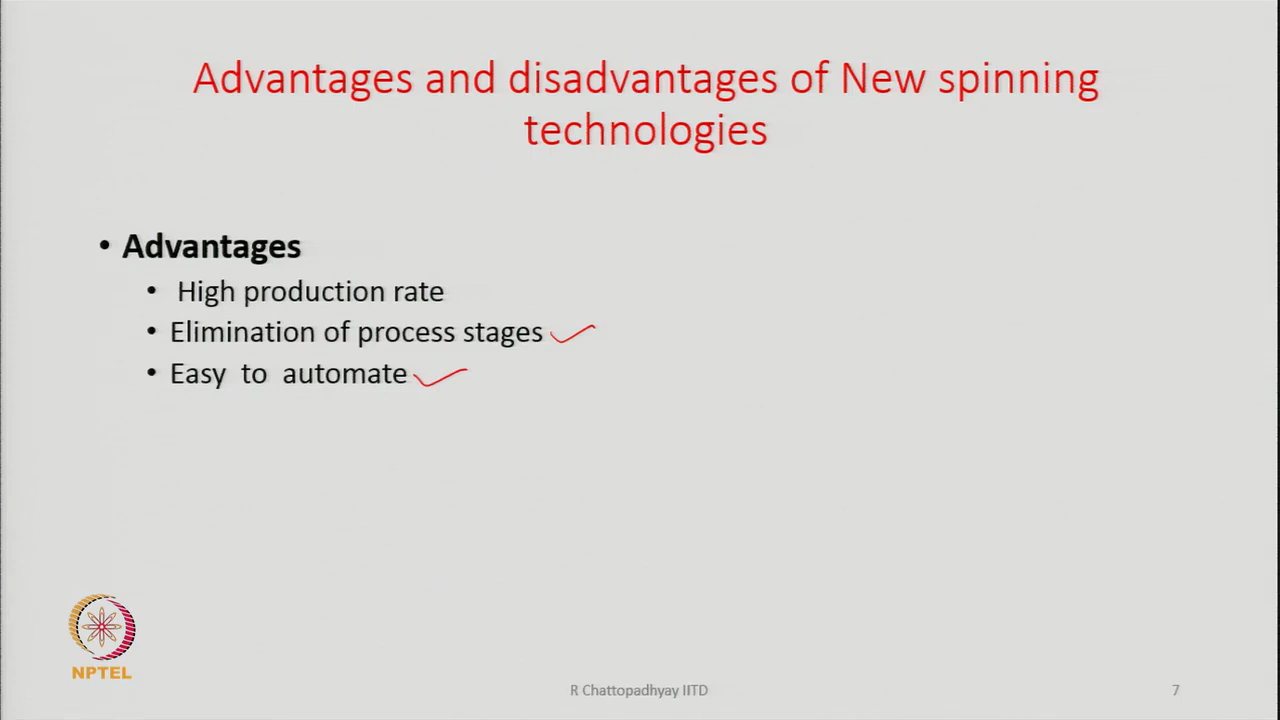 Advantages and disadvantages of New spinning
technologies
• Advantages
• High production rate
• Elimination of process stages
• Easy to automate
NPTEL
R Chattopadhyay IITD
7